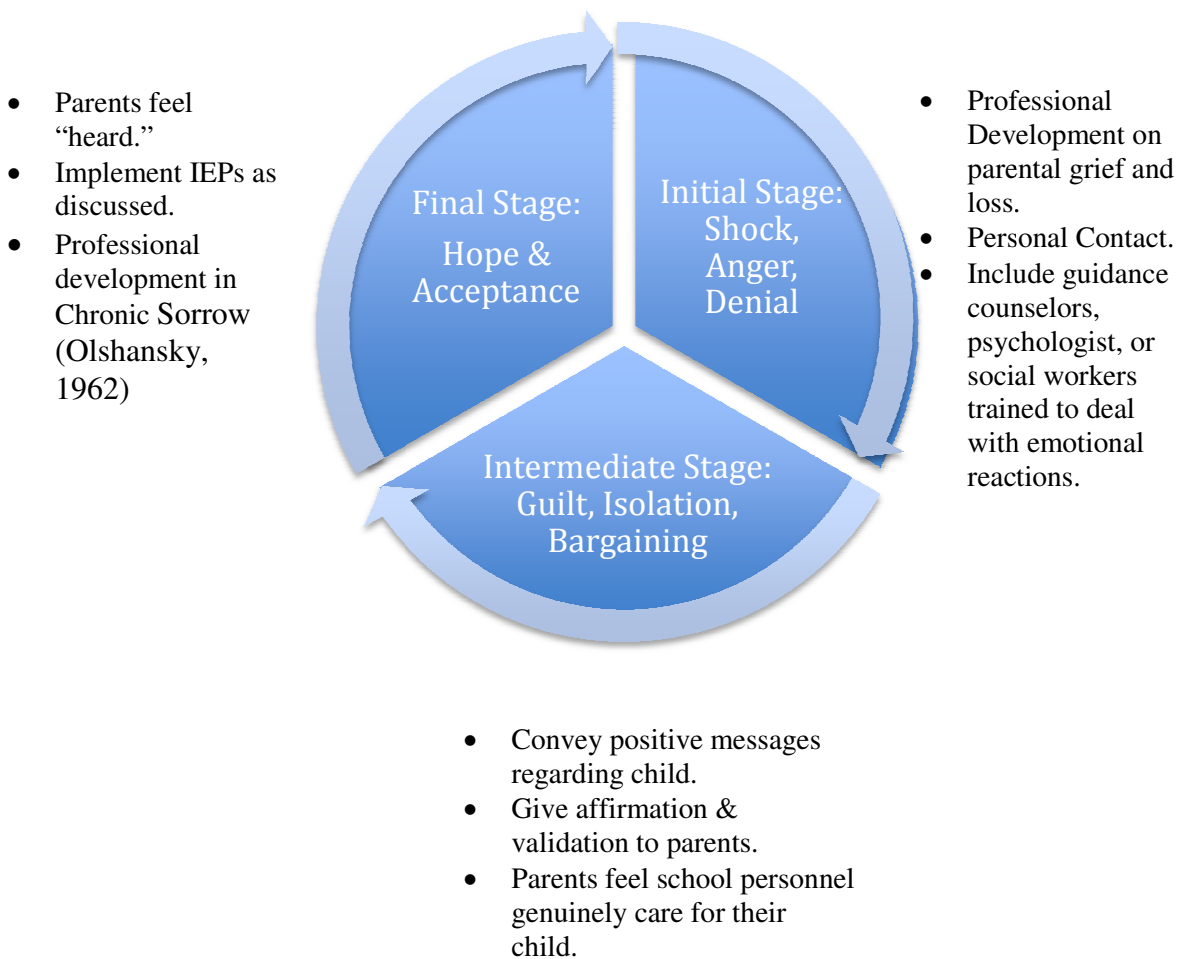 • Parents feel
“heard.”
• Implement IEPs as
discussed.
• Professional
development in
Chronic Sorrow
(Olshansky,
1962)
Final Stage:
Hope &
Acceptance
Initial Stage:
Shock,
Anger,
Denial
• Professional
Development on
parental grief and
loss.
• Personal Contact.
• Include guidance
counselors,
psychologist, or
social workers
trained to deal
with emotional
reactions.
Intermediate Stage:
Guilt, Isolation,
Bargaining
• Convey positive messages
regarding child.
• Give affirmation &
validation to parents.
• Parents feel school personnel
genuinely care for their
child.